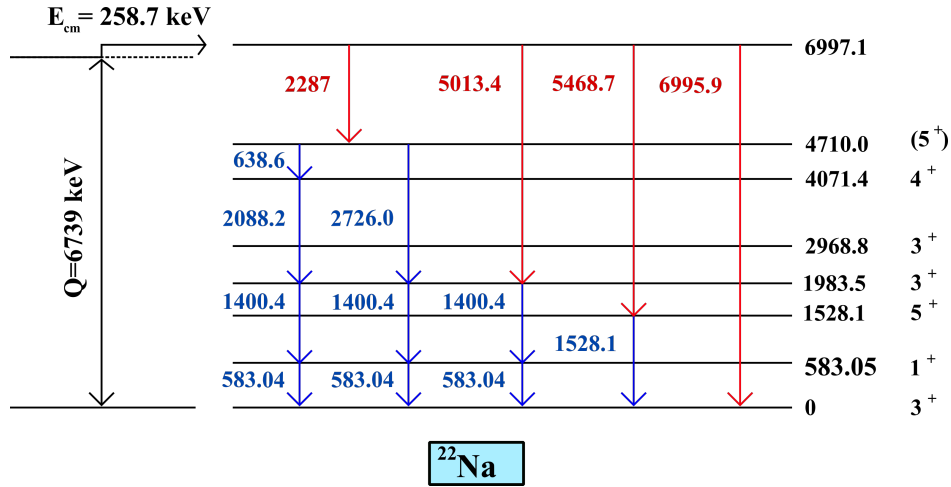 E_cm = 258.7 keV
6997.1
2287 5013.4 5468.7 6995.9
4710.0 (5⁺)
638.6
4071.4 4⁺
2088.2 2726.0
Q=6739 keV
2968.8 3⁺
1983.5 3⁺
1400.4 1400.4 1400.4
1528.1 5⁺
1528.1
583.05 1⁺
583.04 583.04 583.04
0 3⁺
²²Na